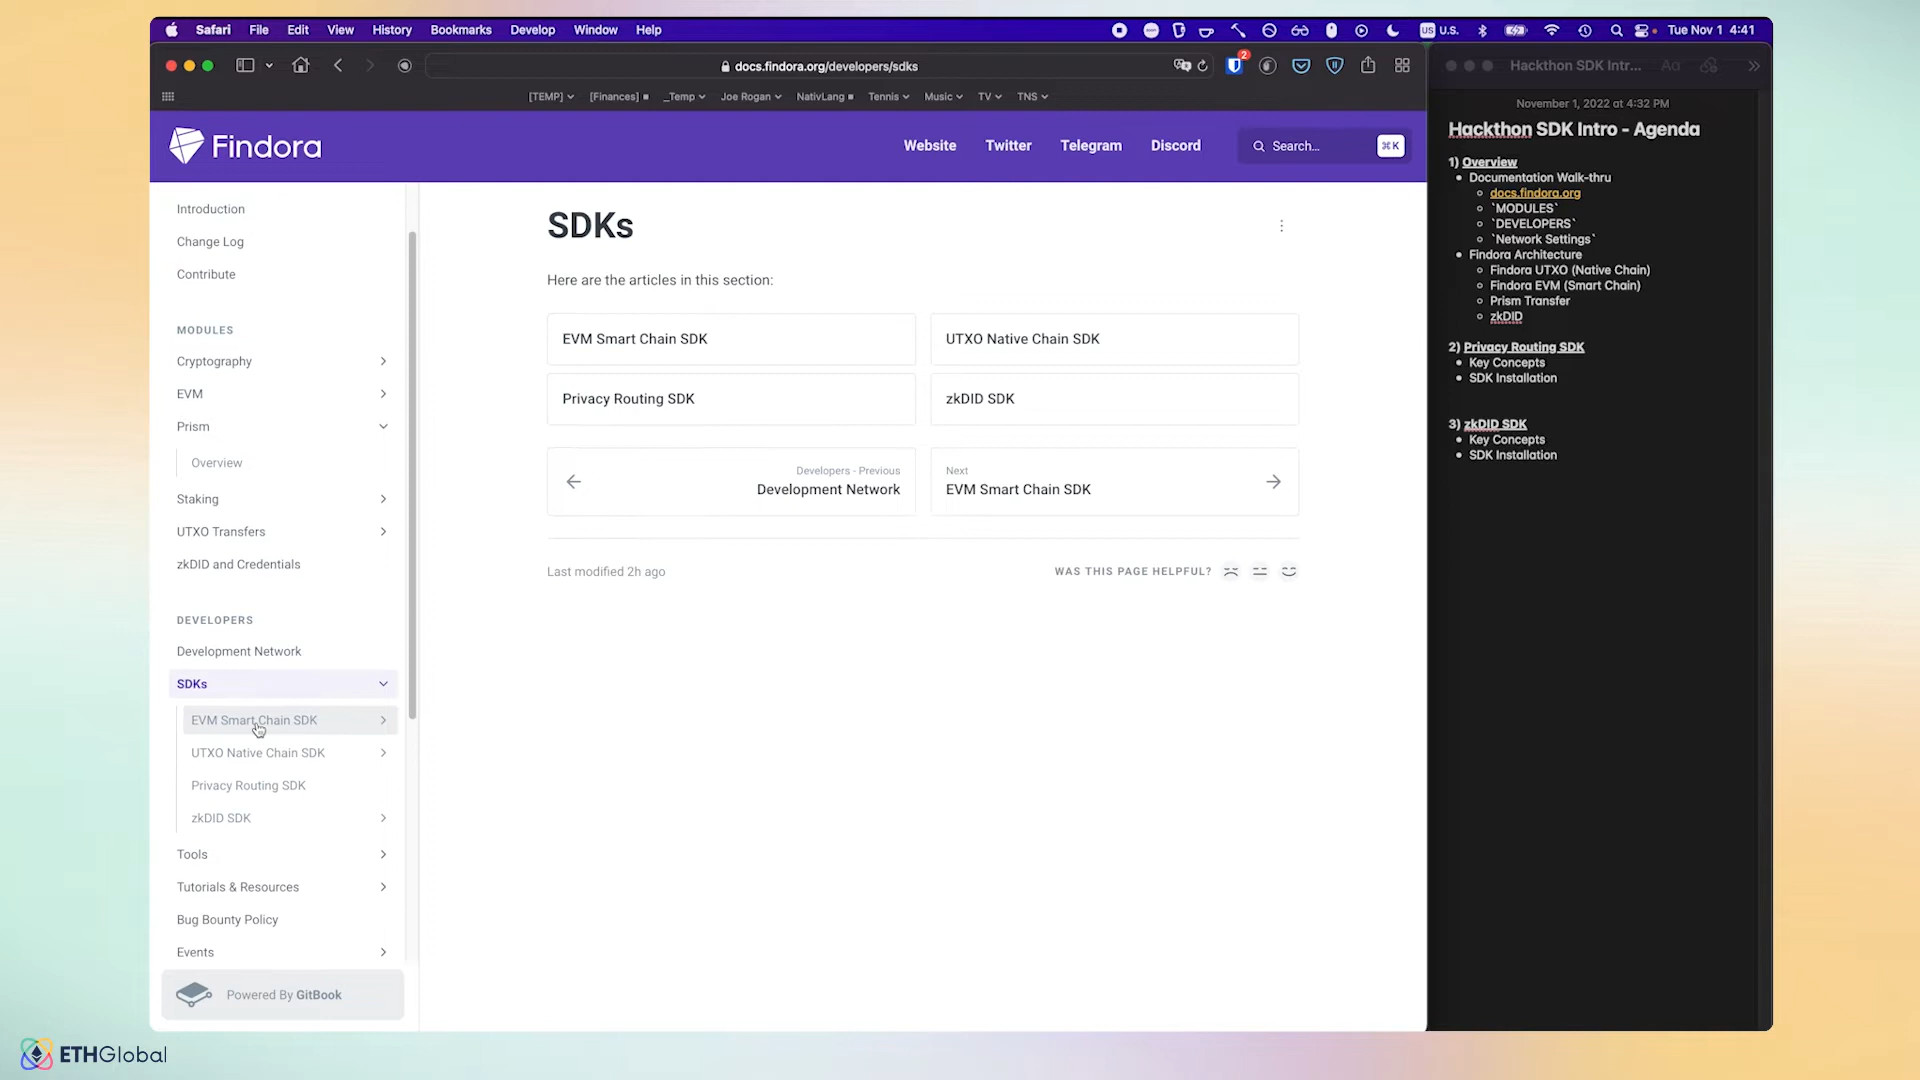 Safari File Edit View History Bookmarks Develop Window Help
US U.S.
Tue Nov 1 4:41
docs.findora.org/developers/sdks
2
[TEMP] [Finances] _Temp Joe Rogan NativLang Tennis Music TV TNS
Findora
Website Twitter Telegram Discord
Search... ⌘K
Introduction
Change Log
Contribute
MODULES
Cryptography
EVM
Prism
Overview
Staking
UTXO Transfers
zkDID and Credentials
DEVELOPERS
Development Network
SDKs
EVM Smart Chain SDK
UTXO Native Chain SDK
Privacy Routing SDK
zkDID SDK
Tools
Tutorials & Resources
Bug Bounty Policy
Events
Powered By GitBook
SDKs
Here are the articles in this section:
EVM Smart Chain SDK
UTXO Native Chain SDK
Privacy Routing SDK
zkDID SDK
Developers - Previous
Development Network
Next
EVM Smart Chain SDK
Last modified 2h ago
WAS THIS PAGE HELPFUL?
Hackthon SDK Intr...
Aa
November 1, 2022 at 4:32 PM
Hackthon SDK Intro - Agenda
1) Overview
• Documentation Walk-thru
○ docs.findora.org
○ `MODULES`
○ `DEVELOPERS`
○ `Network Settings`
• Findora Architecture
○ Findora UTXO (Native Chain)
○ Findora EVM (Smart Chain)
○ Prism Transfer
○ zkDID
2) Privacy Routing SDK
• Key Concepts
• SDK Installation
3) zkDID SDK
• Key Concepts
• SDK Installation
ETHGlobal